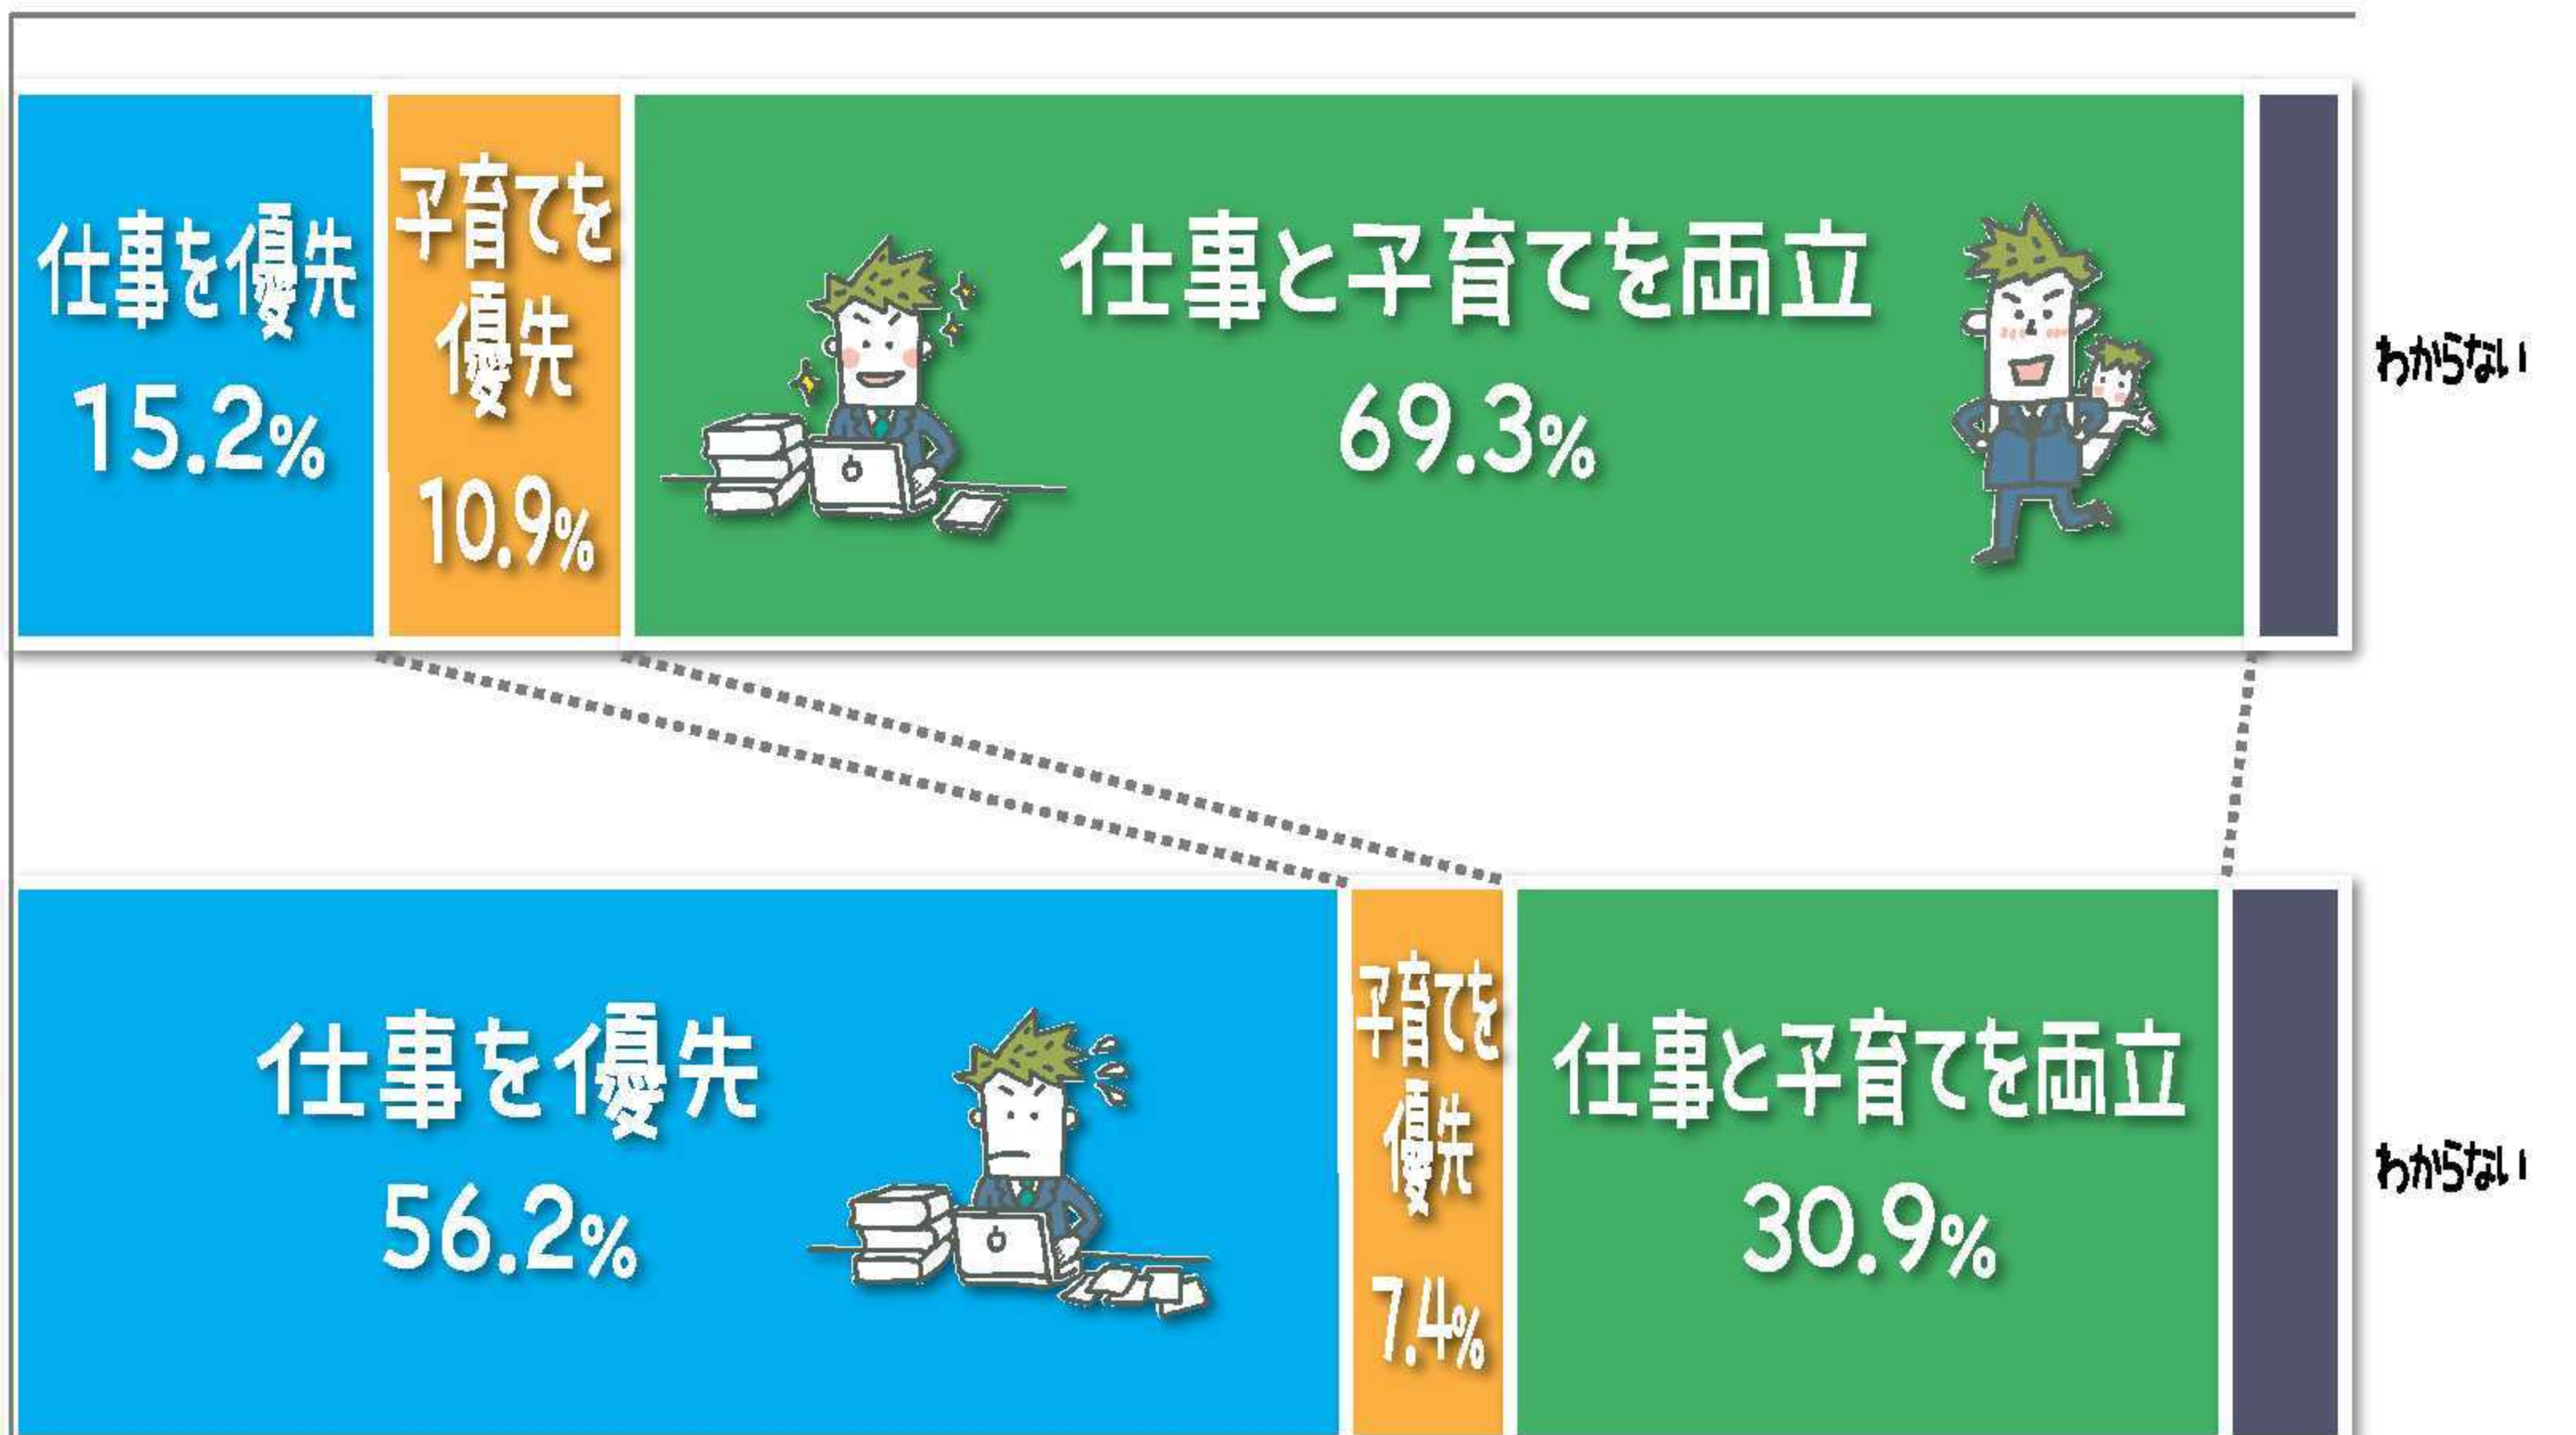 仕事を優先
15.2%
子育てを
優先
10.9%
仕事と子育てを両立
69.3%
わからない
仕事を優先
56.2%
子育てを
優先
7.4%
仕事と子育てを両立
30.9%
わからない